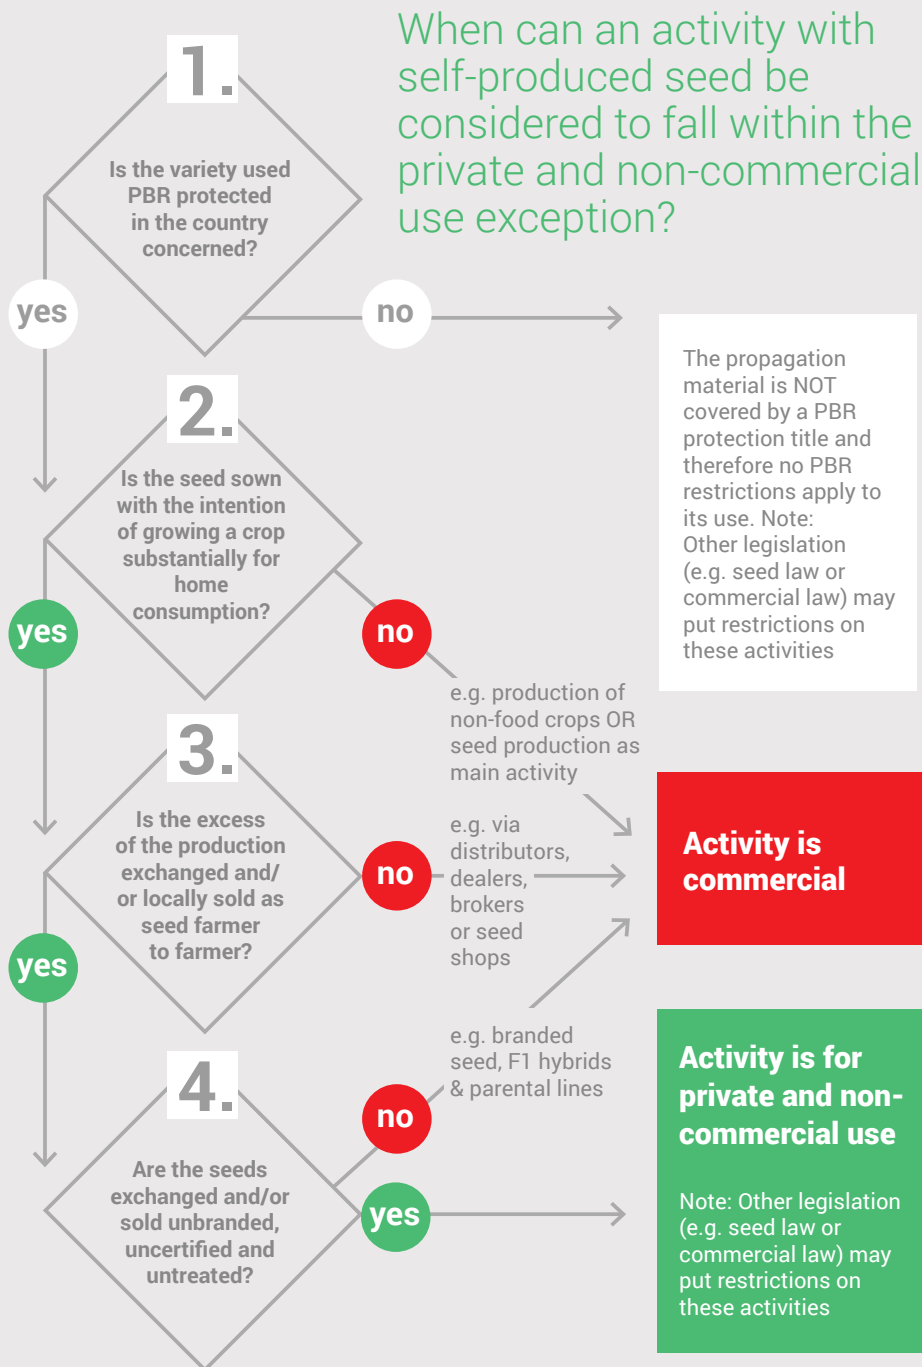 When can an activity with
self-produced seed be
considered to fall within the
private and non-commercial
use exception?
1.
Is the variety used
PBR protected
in the country
concerned?
yes
no
The propagation
material is NOT
covered by a PBR
protection title and
therefore no PBR
restrictions apply to
its use. Note:
Other legislation
(e.g. seed law or
commercial law) may
put restrictions on
these activities
2.
Is the seed sown
with the intention
of growing a crop
substantially for
home
consumption?
yes
no
e.g. production of
non-food crops OR
seed production as
main activity
3.
Is the excess
of the production
exchanged and/
or locally sold as
seed farmer
to farmer?
yes
no
e.g. via
distributors,
dealers,
brokers
or seed
shops
Activity is
commercial
4.
Are the seeds
exchanged and/or
sold unbranded,
uncertified and
untreated?
no
e.g. branded
seed, F1 hybrids
& parental lines
yes
Activity is for
private and non-
commercial use
Note: Other legislation
(e.g. seed law or
commercial law) may
put restrictions on
these activities